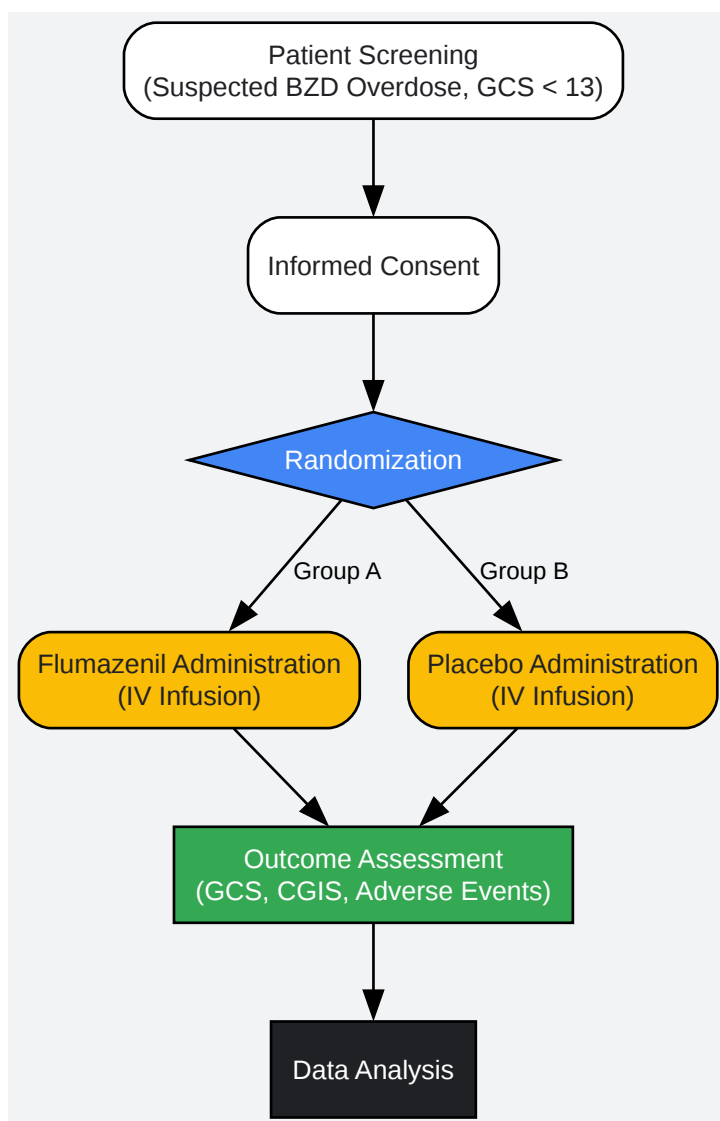 Patient Screening
(Suspected BZD Overdose, GCS < 13)
Informed Consent
Randomization
Group A
Group B
Flumazenil Administration
(IV Infusion)
Placebo Administration
(IV Infusion)
Outcome Assessment
(GCS, CGIS, Adverse Events)
Data Analysis